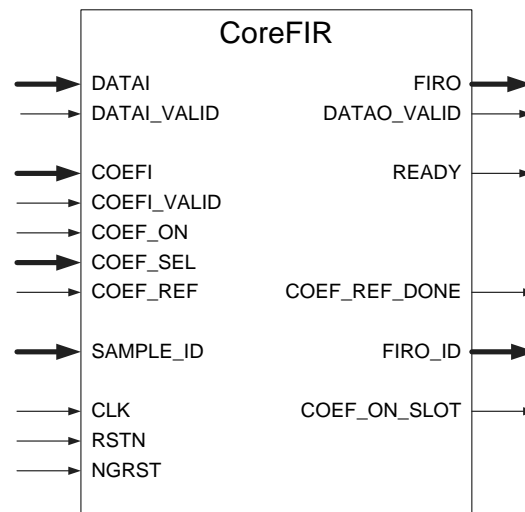 CoreFIR
DATAI FIRO
DATAI_VALID DATAO_VALID
COEFI READY
COEFI_VALID
COEF_ON
COEF_SEL
COEF_REF COEF_REF_DONE
SAMPLE_ID FIRO_ID
CLK COEF_ON_SLOT
RSTN
NGRST